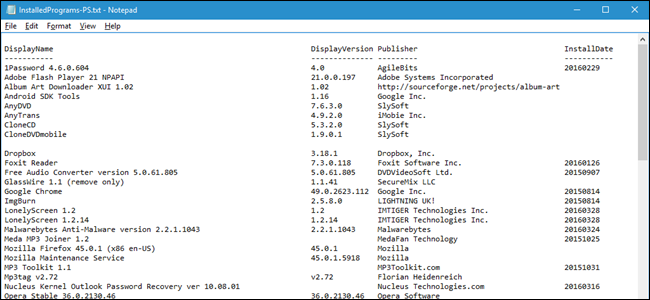 InstalledPrograms-PS.txt - Notepad
File Edit Format View Help
DisplayName DisplayVersion Publisher InstallDate
----------- -------------- --------- -----------
1Password 4.6.0.604 4.0 AgileBits 20160229
Adobe Flash Player 21 NPAPI 21.0.0.197 Adobe Systems Incorporated
Album Art Downloader XUI 1.02 1.02 http://sourceforge.net/projects/album-art
Android SDK Tools 1.16 Google Inc.
AnyDVD 7.6.3.0 SlySoft
AnyTrans 4.9.2.0 iMobie Inc.
CloneCD 5.3.2.0 SlySoft
CloneDVDmobile 1.9.0.1 SlySoft
Dropbox 3.18.1 Dropbox, Inc.
Foxit Reader 7.3.0.118 Foxit Software Inc. 20160126
Free Audio Converter version 5.0.61.805 5.0.61.805 DVDVideoSoft Ltd. 20150907
GlassWire 1.1 (remove only) 1.1.41 SecureMix LLC
Google Chrome 49.0.2623.112 Google Inc. 20150814
ImgBurn 2.5.8.0 LIGHTNING UK! 20150814
LonelyScreen 1.2 1.2 IMTIGER Technologies Inc. 20160328
LonelyScreen 1.2.14 1.2.14 IMTIGER Technologies Inc. 20160328
Malwarebytes Anti-Malware version 2.2.1.1043 2.2.1.1043 Malwarebytes 20160324
Meda MP3 Joiner 1.2 MedaFan Technology 20151025
Mozilla Firefox 45.0.1 (x86 en-US) 45.0.1 Mozilla
Mozilla Maintenance Service 45.0.1.5918 Mozilla
MP3 Toolkit 1.1 MP3Toolkit.com 20151031
Mp3tag v2.72 v2.72 Florian Heidenreich
Nucleus Kernel Outlook Password Recovery ver 10.08.01 Nucleus Technologies.com 20160316
Opera Stable 36.0.2130.46 36.0.2130.46 Opera Software